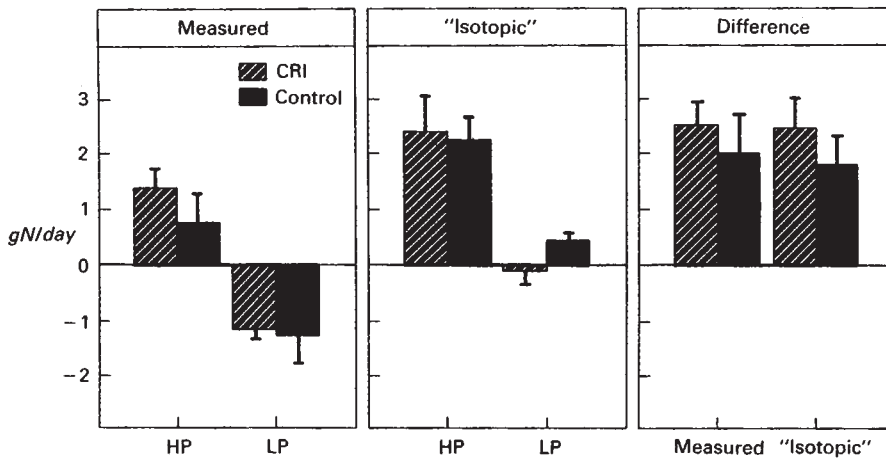 Measured
"Isotopic"
Difference
CRI
Control
3
2
1
gN/day
0
−1
−2
HP LP
HP LP
Measured "Isotopic"